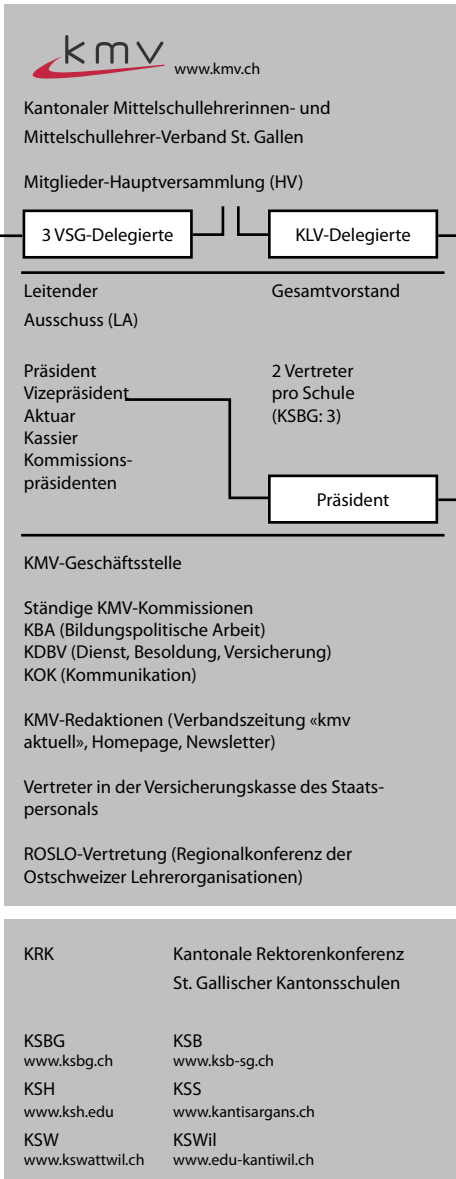 kmv www.kmv.ch
Kantonaler Mittelschullehrerinnen- und
Mittelschullehrer-Verband St. Gallen
Mitglieder-Hauptversammlung (HV)
3 VSG-Delegierte
KLV-Delegierte
Leitender
Ausschuss (LA)
Gesamtvorstand
Präsident
Vizepräsident
Aktuar
Kassier
Kommissions-
präsidenten
2 Vertreter
pro Schule
(KSBG: 3)
Präsident
KMV-Geschäftsstelle
Ständige KMV-Kommissionen
KBA (Bildungspolitische Arbeit)
KDBV (Dienst, Besoldung, Versicherung)
KOK (Kommunikation)
KMV-Redaktionen (Verbandszeitung «kmv
aktuell», Homepage, Newsletter)
Vertreter in der Versicherungskasse des Staats-
personals
ROSLO-Vertretung (Regionalkonferenz der
Ostschweizer Lehrerorganisationen)
KRK Kantonale Rektorenkonferenz
St. Gallischer Kantonsschulen
KSBG KSB
www.ksbg.ch www.ksb-sg.ch
KSH KSS
www.ksh.edu www.kantisargans.ch
KSW KSWil
www.kswattwil.ch www.edu-kantiwil.ch